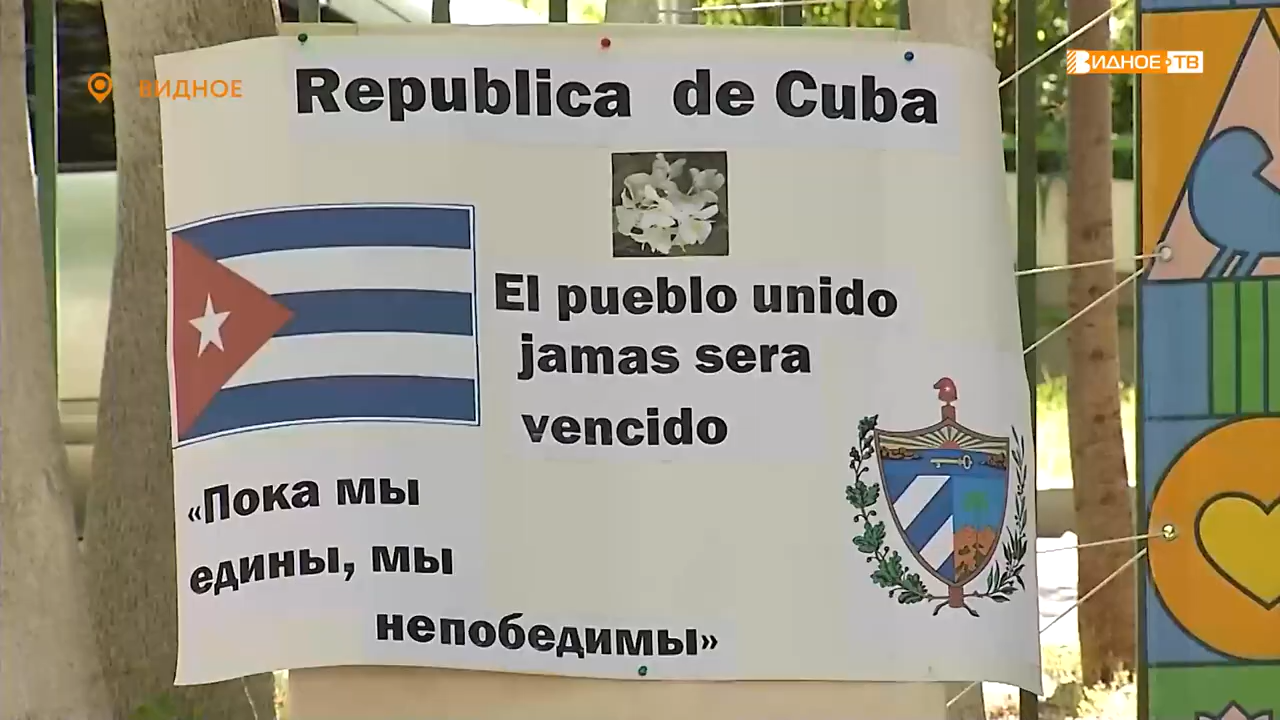 ВИДНОЕ
ВИДНОЕ ТВ
Republica de Cuba
El pueblo unido
jamas sera
vencido
«Пока мы
едины, мы
непобедимы»